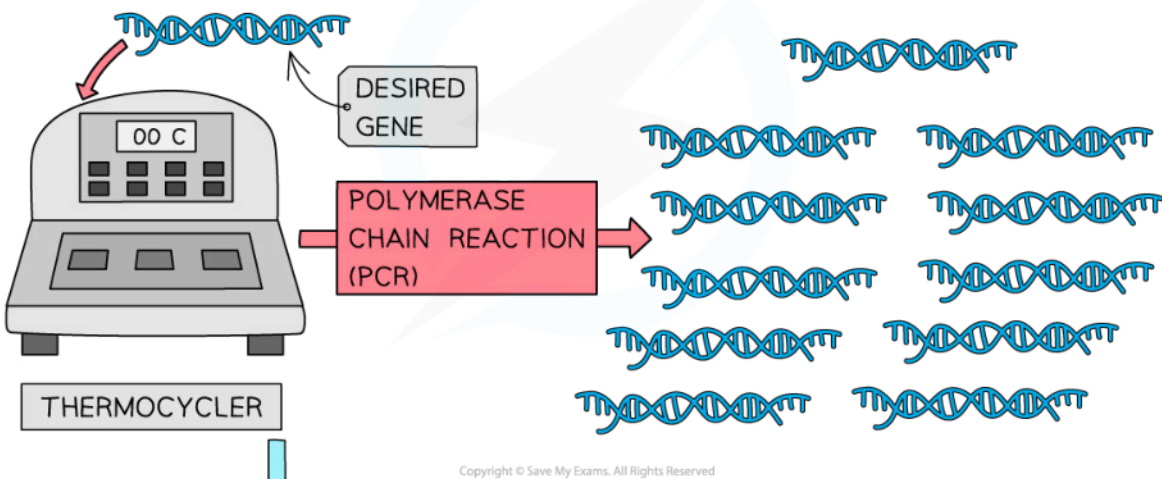 DESIRED
GENE
00 C
POLYMERASE
CHAIN REACTION
(PCR)
THERMOCYCLER
Copyright © Save My Exams. All Rights Reserved